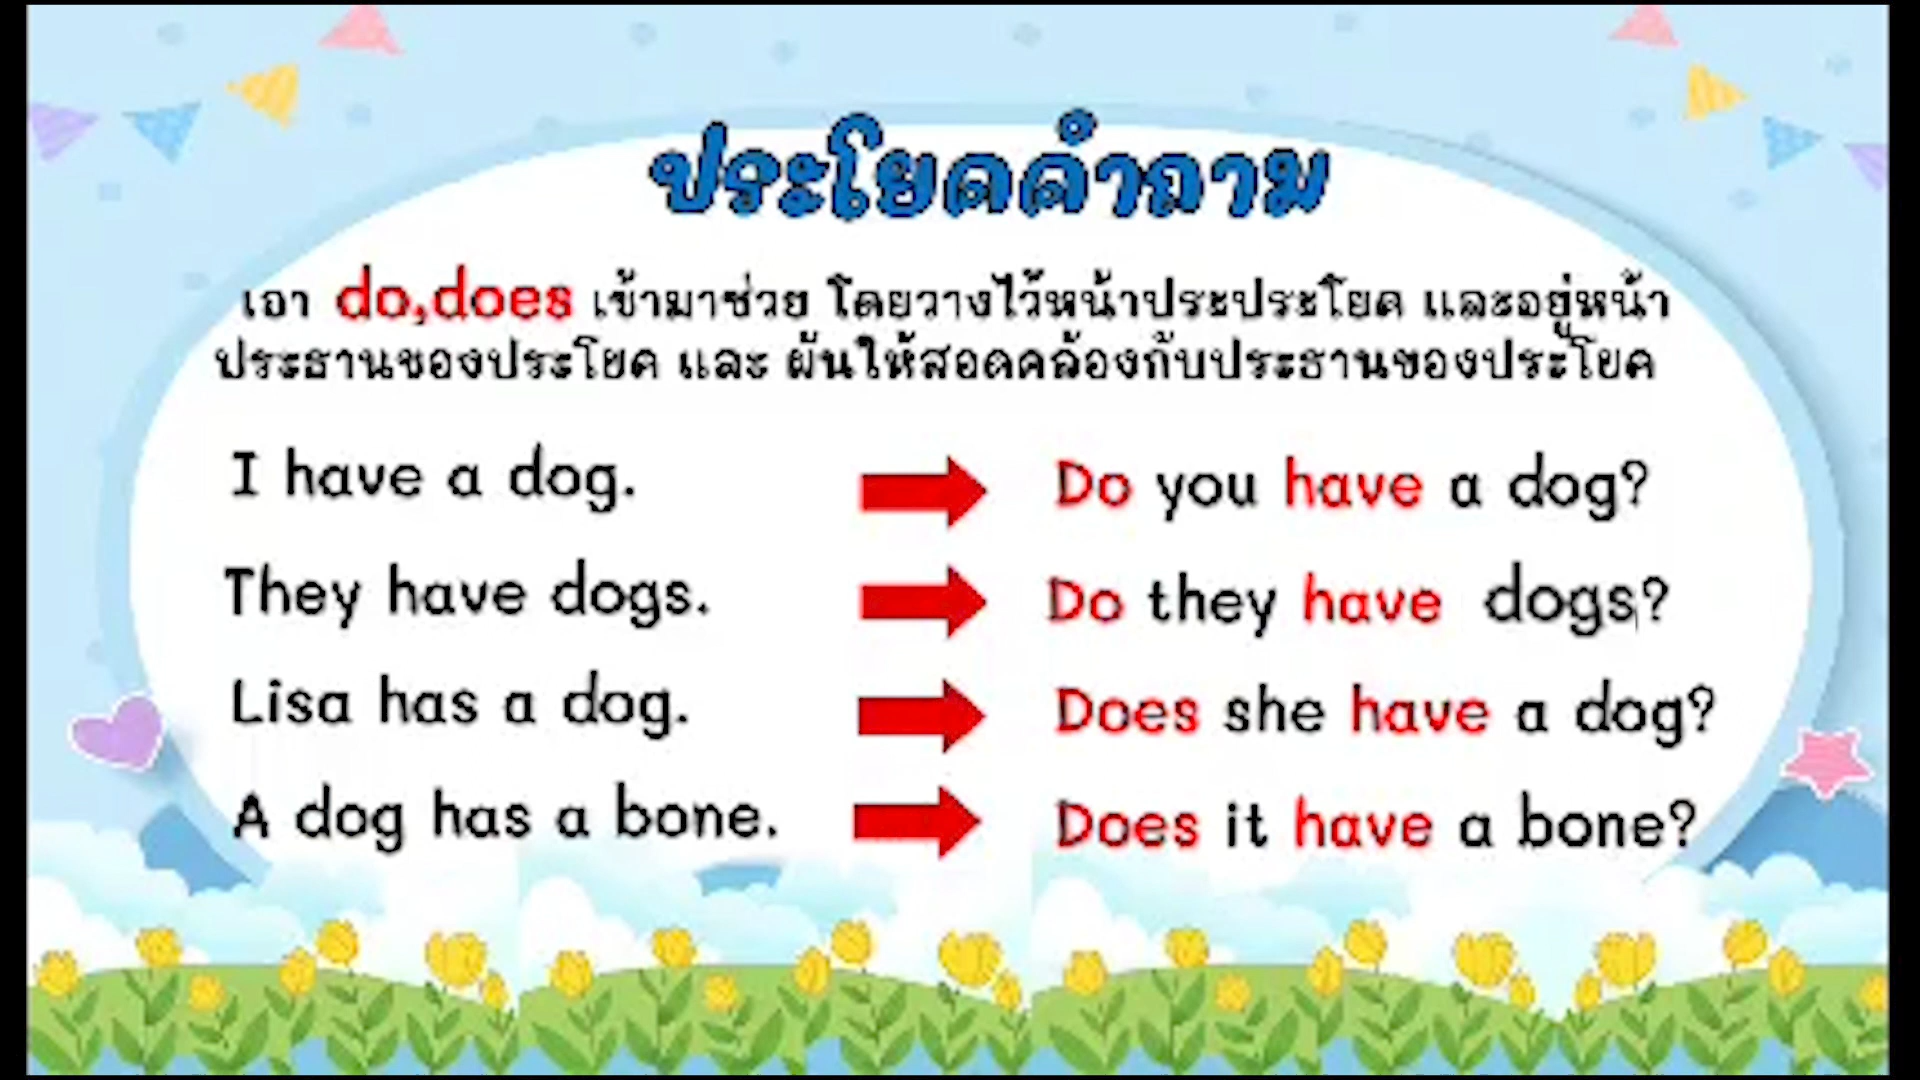 ประโยคคำถาม
เอา do,does เข้ามาช่วย โดยวางไว้หน้าประประโยค และอยู่หน้า
ประธานของประโยค และ ผันให้สอดคล้องกับประธานของประโยค
I have a dog. Do you have a dog?
They have dogs. Do they have dogs?
Lisa has a dog. Does she have a dog?
A dog has a bone. Does it have a bone?